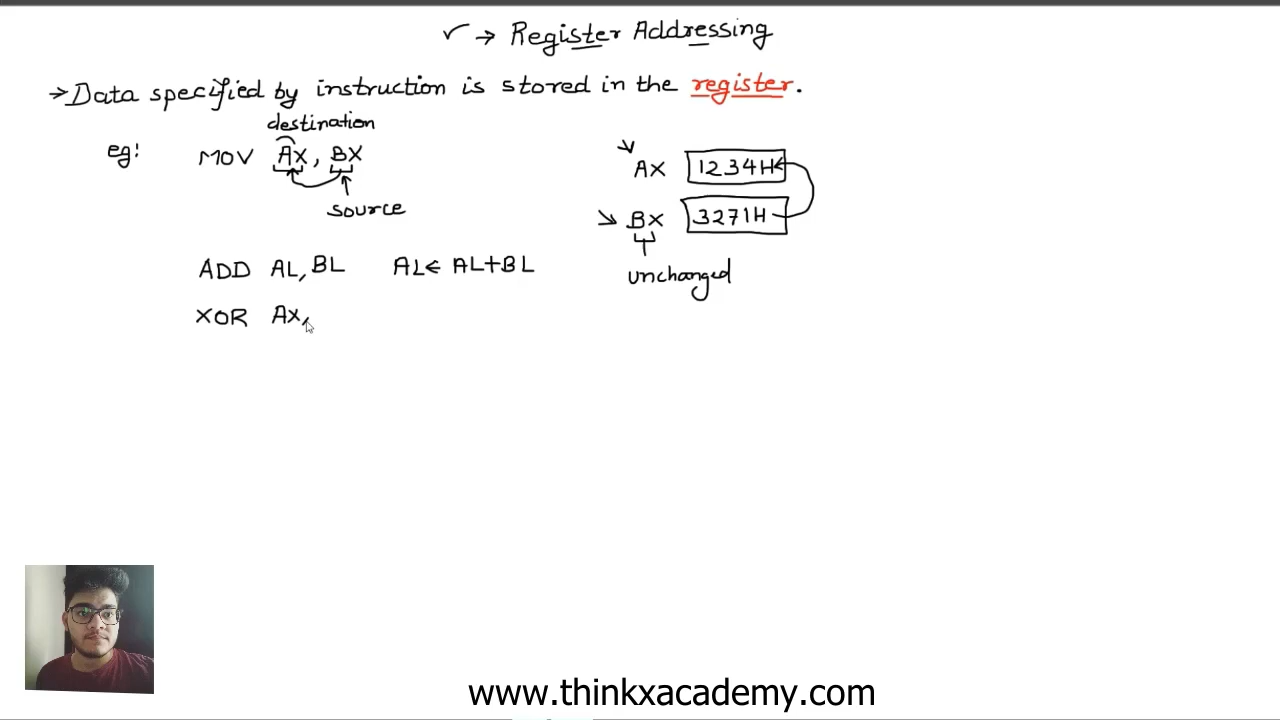 ✓ → Register Addressing
→ Data specified by instruction is stored in the register.
destination
eg: MOV AX, BX
source
AX 1234H
BX 3271H
unchanged
ADD AL, BL AL ← AL+BL
XOR AX,
www.thinkxacademy.com